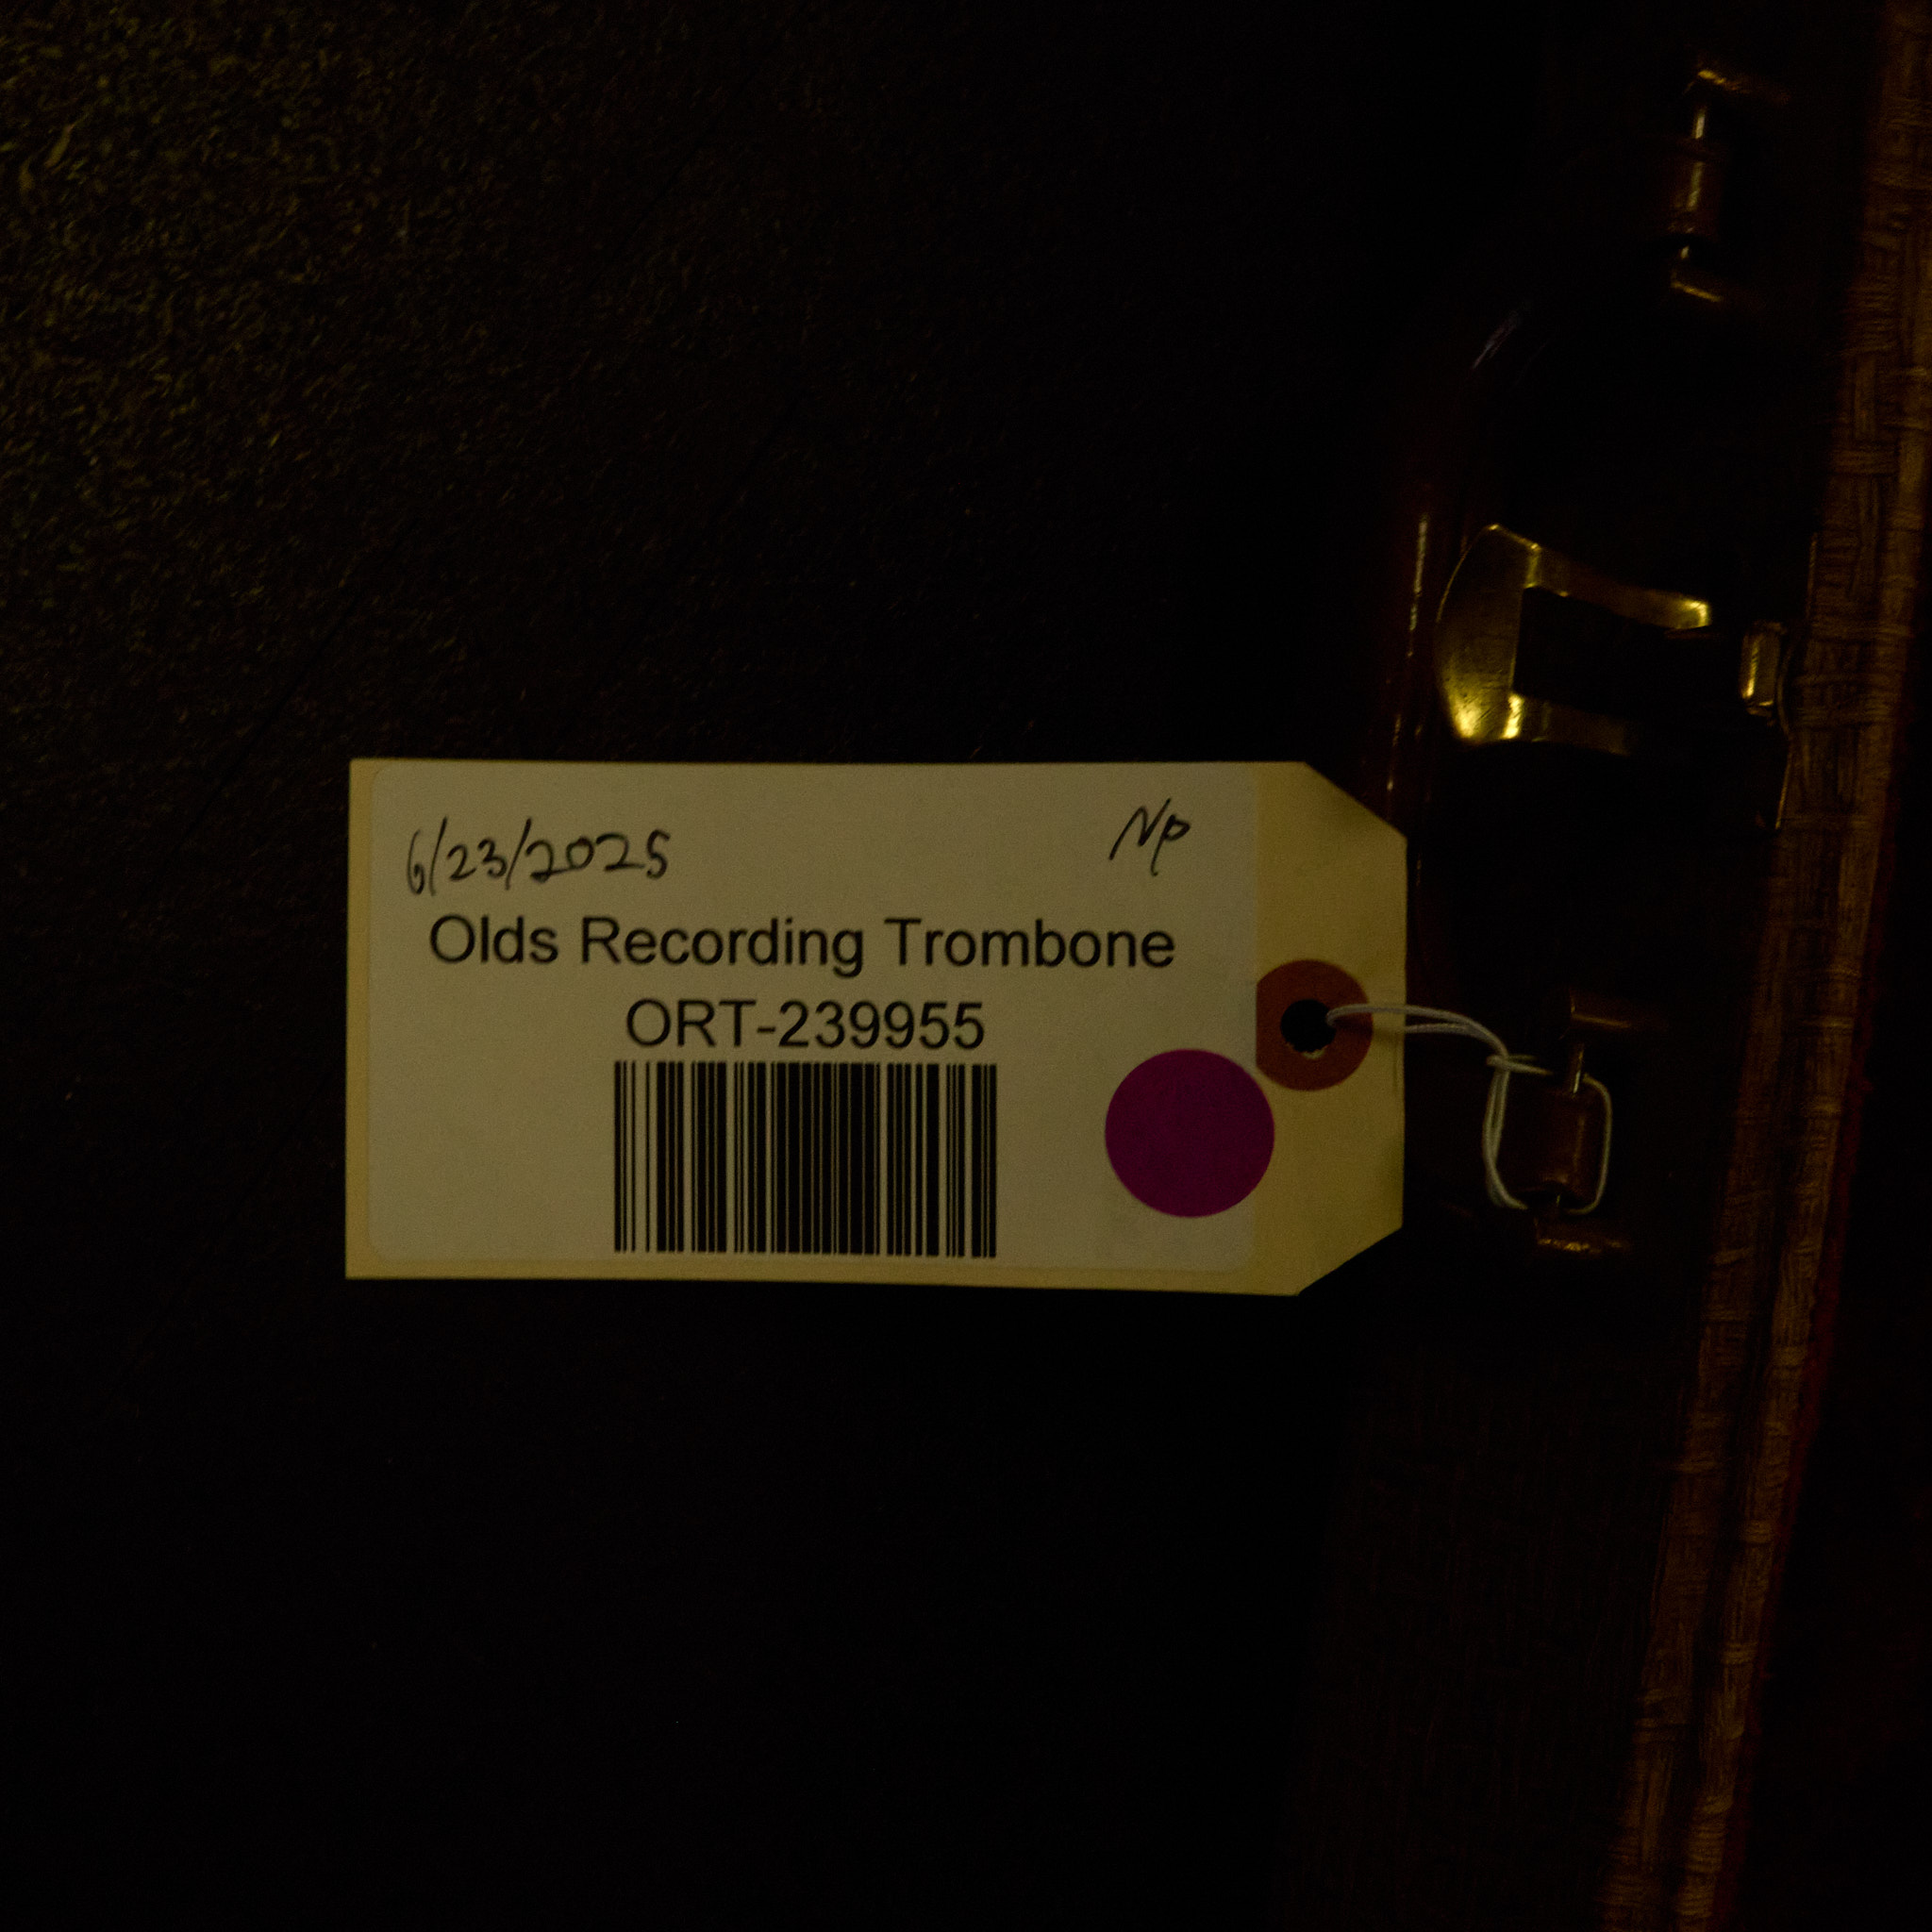 6/23/2025 NP
Olds Recording Trombone
ORT-239955